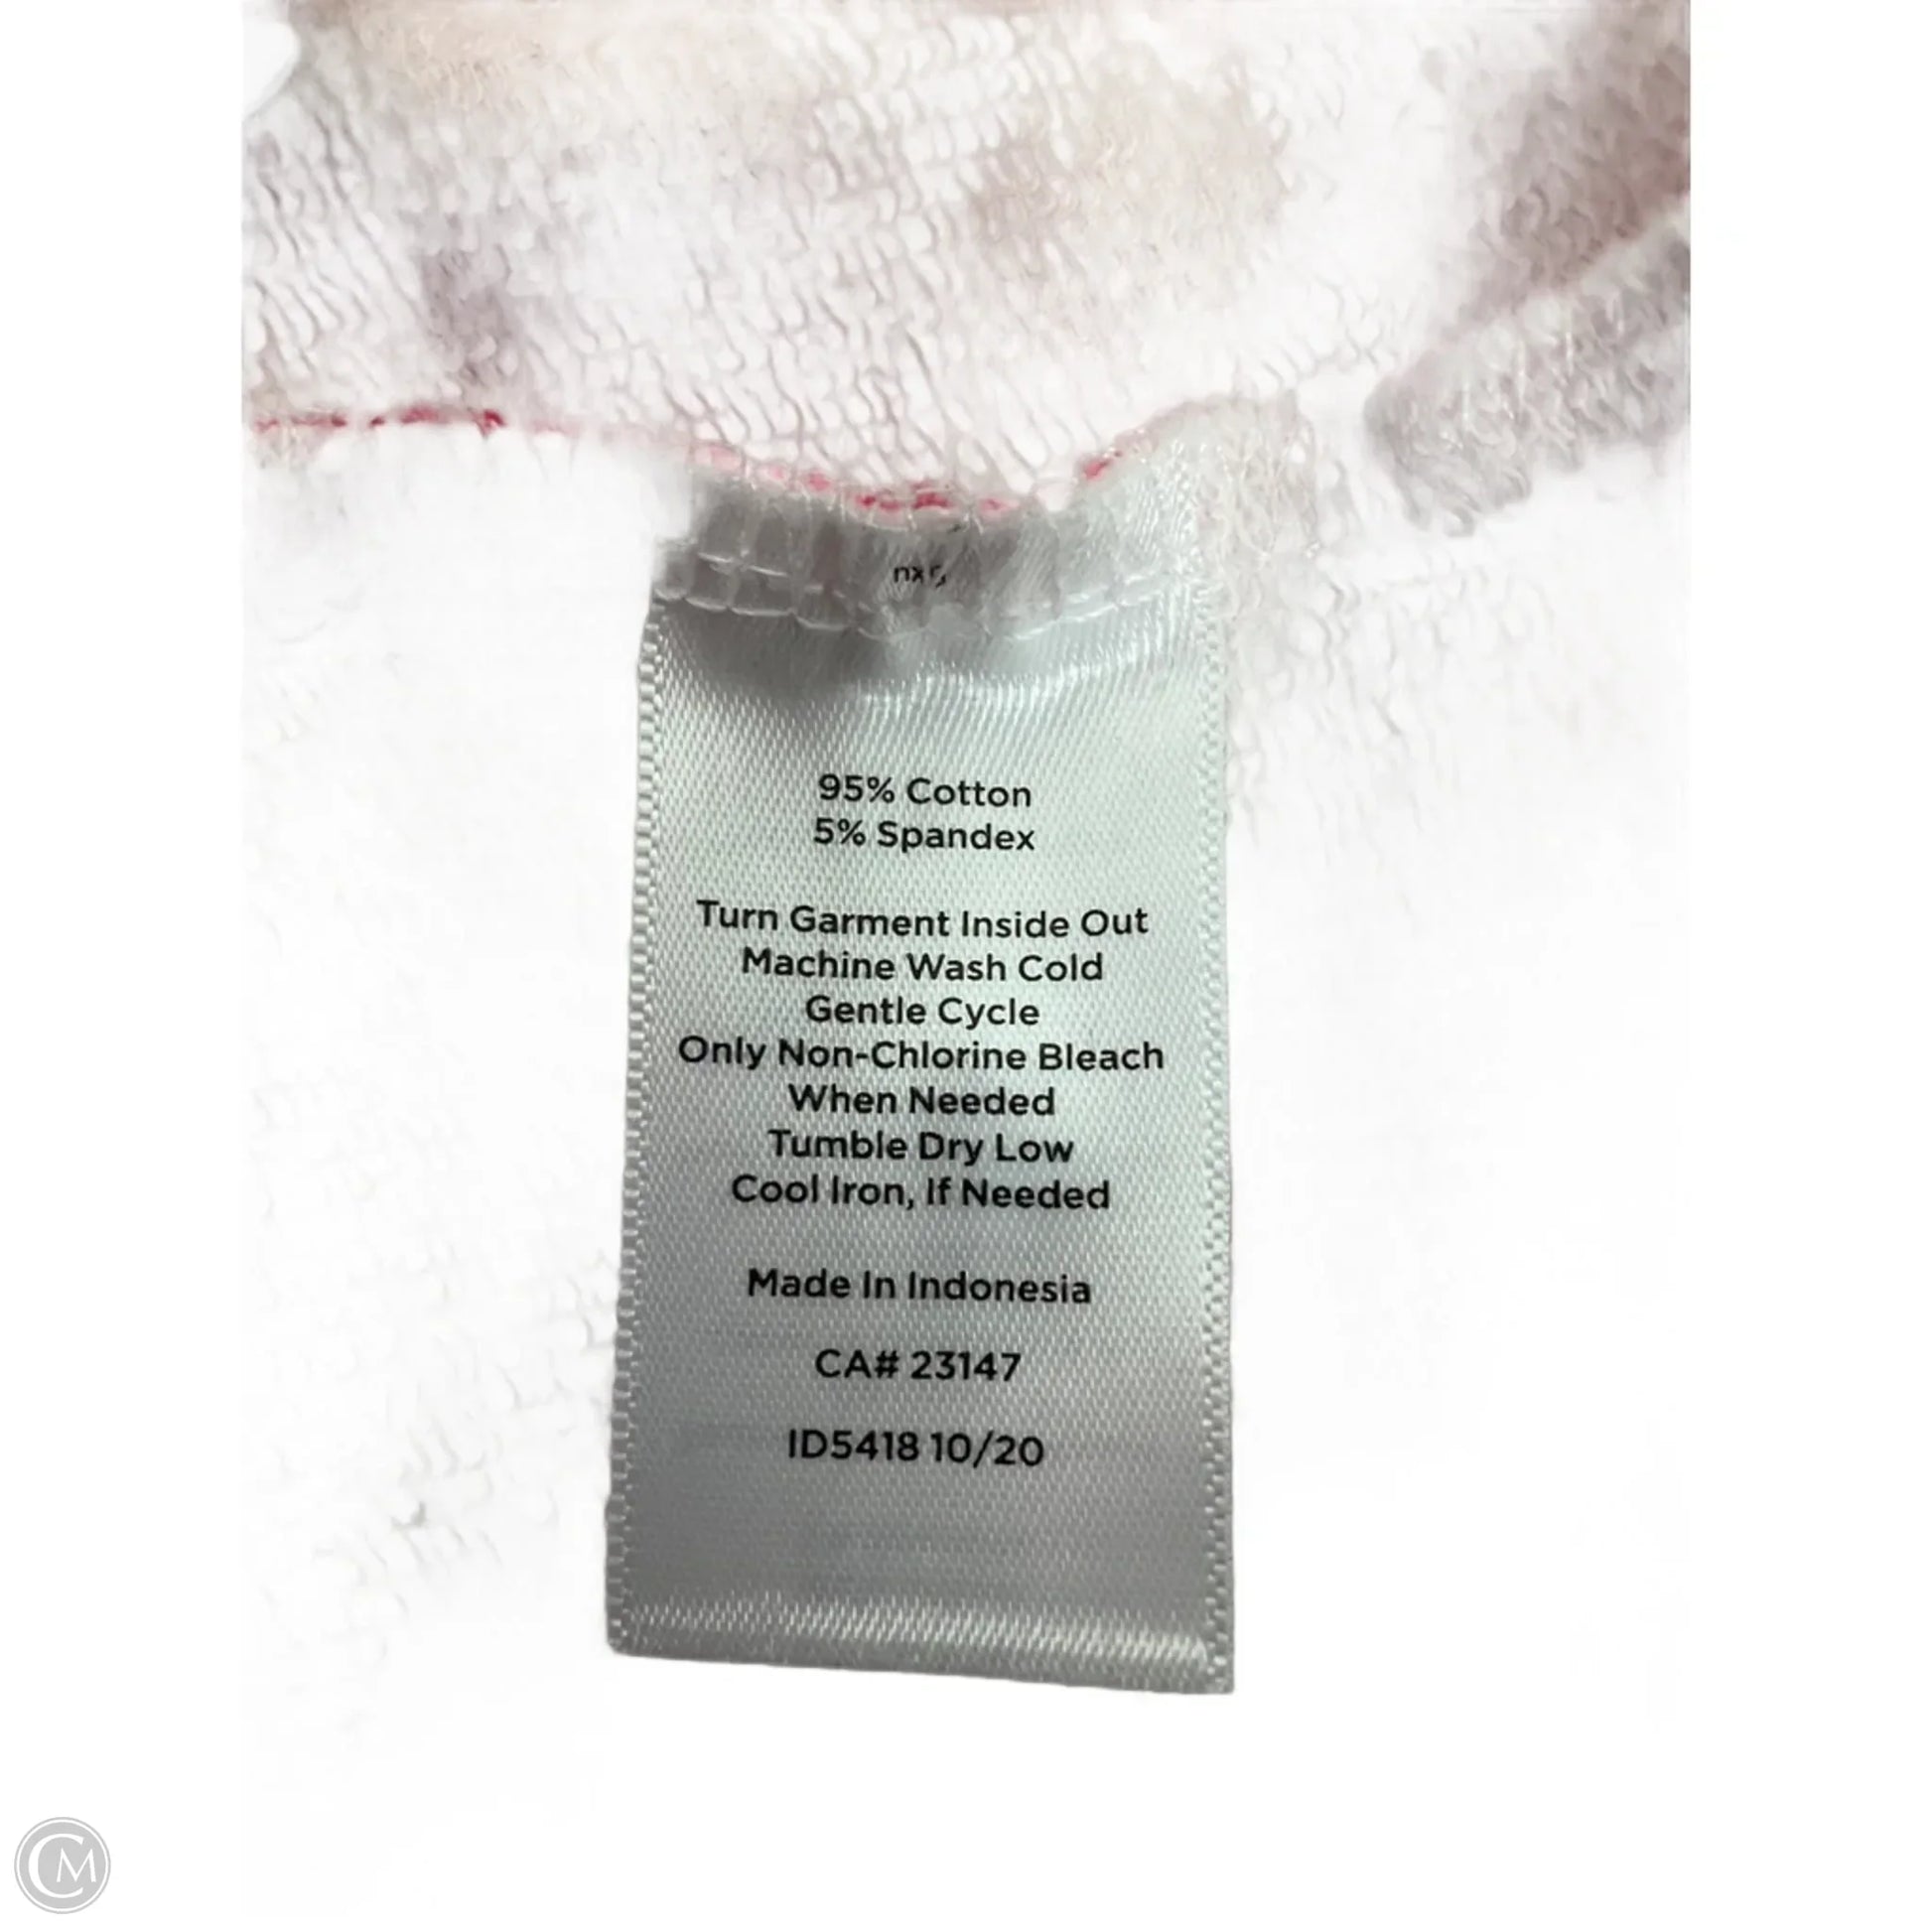 95% Cotton
5% Spandex
Turn Garment Inside Out
Machine Wash Cold
Gentle Cycle
Only Non-Chlorine Bleach
When Needed
Tumble Dry Low
Cool Iron, If Needed
Made In Indonesia
CA# 23147
ID5418 10/20
CM